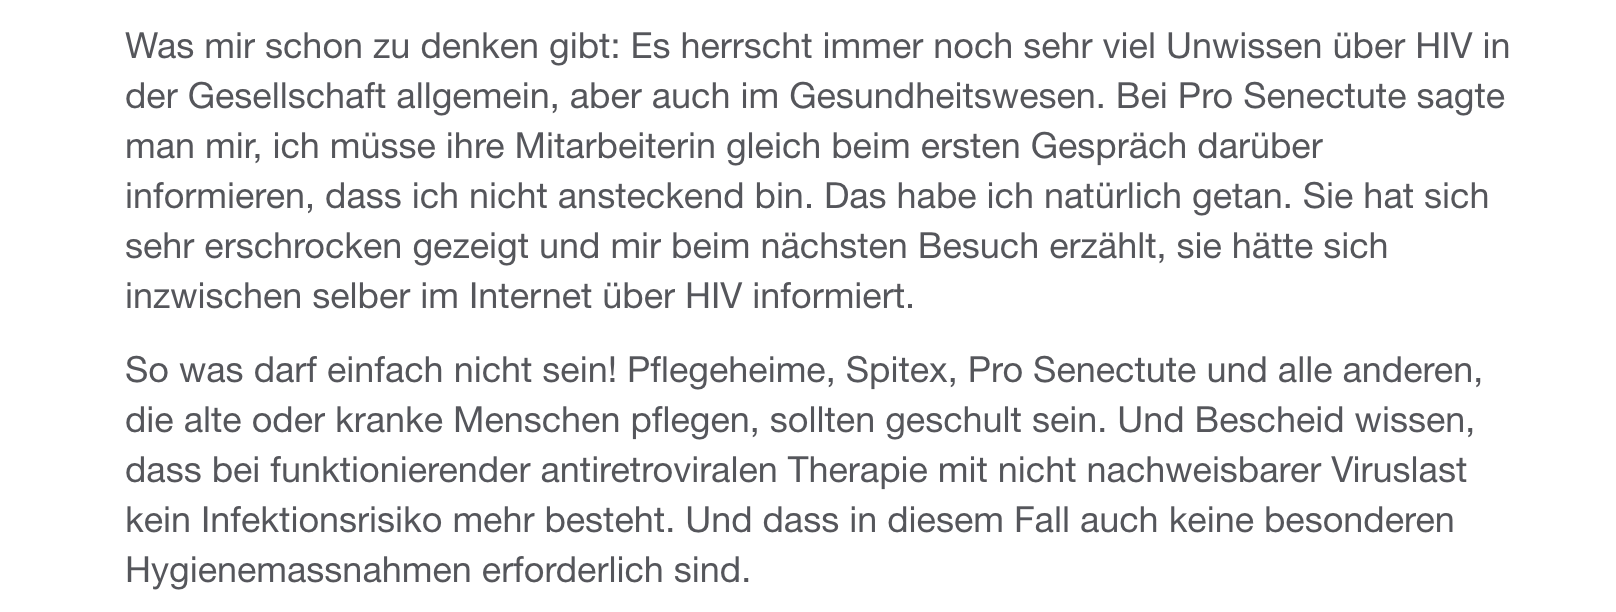 Was mir schon zu denken gibt: Es herrscht immer noch sehr viel Unwissen über HIV in
der Gesellschaft allgemein, aber auch im Gesundheitswesen. Bei Pro Senectute sagte
man mir, ich müsse ihre Mitarbeiterin gleich beim ersten Gespräch darüber
informieren, dass ich nicht ansteckend bin. Das habe ich natürlich getan. Sie hat sich
sehr erschrocken gezeigt und mir beim nächsten Besuch erzählt, sie hätte sich
inzwischen selber im Internet über HIV informiert.
So was darf einfach nicht sein! Pflegeheime, Spitex, Pro Senectute und alle anderen,
die alte oder kranke Menschen pflegen, sollten geschult sein. Und Bescheid wissen,
dass bei funktionierender antiretroviralen Therapie mit nicht nachweisbarer Viruslast
kein Infektionsrisiko mehr besteht. Und dass in diesem Fall auch keine besonderen
Hygienemassnahmen erforderlich sind.